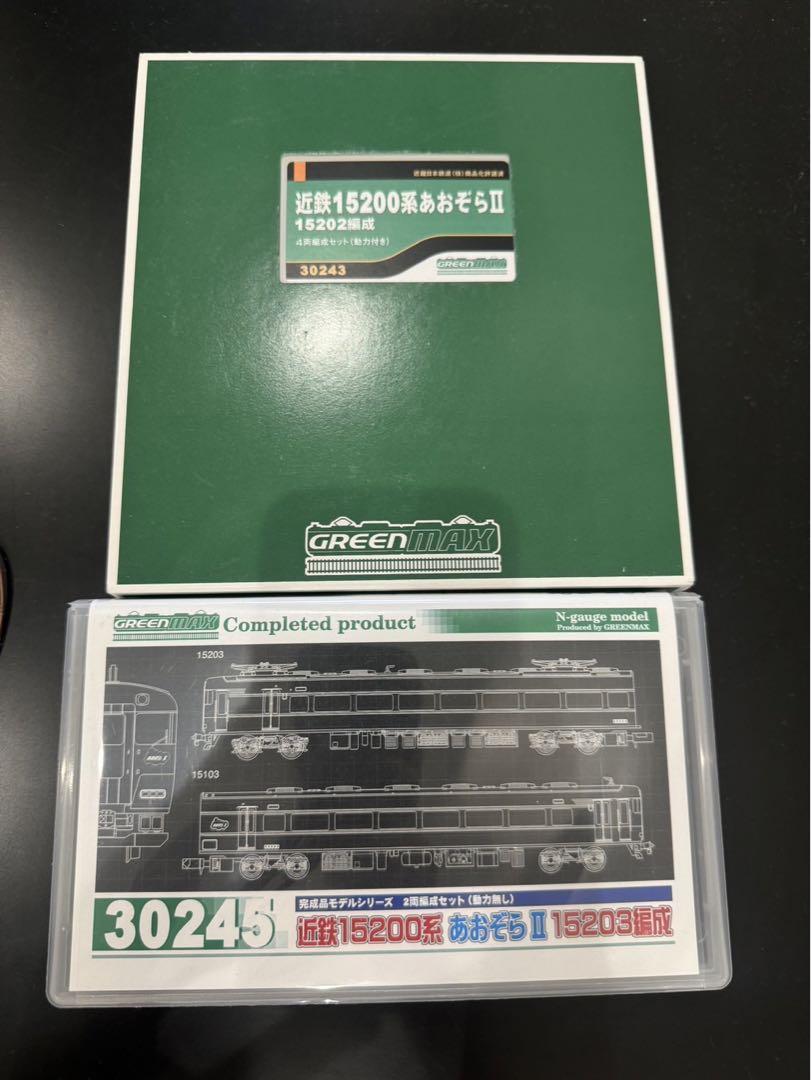 近畿日本鉄道(株)商品化許諾済
近鉄15200系あおぞらⅡ
15202編成
4両編成セット(動力付き)
30243
GREENMAX
GREENMAX
GREENMAX Completed product
N-gauge model
Produced by GREENMAX
15203
15103
完成品モデルシリーズ 2両編成セット(動力無し)
30245
近鉄15200系 あおぞらⅡ 15203編成